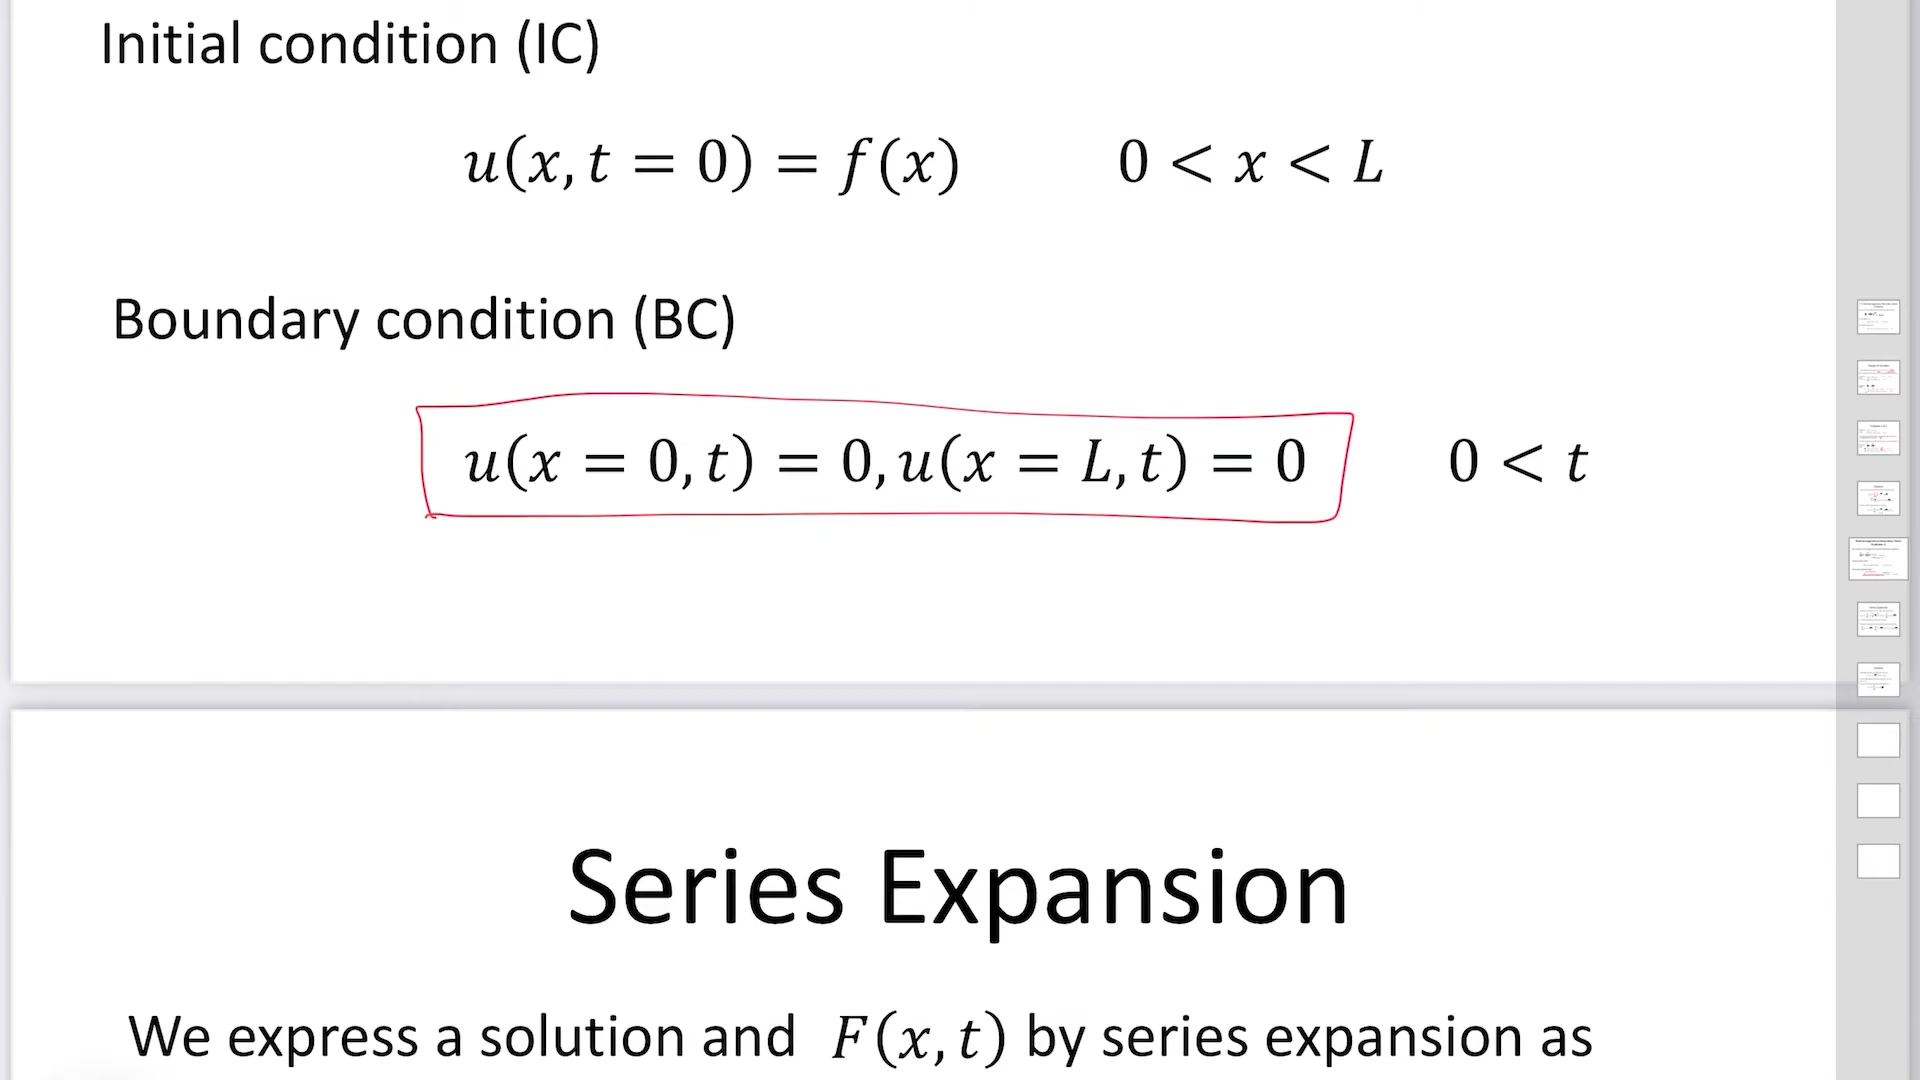 Initial condition (IC)
u(x, t = 0) = f(x) 0 < x < L
Boundary condition (BC)
u(x = 0, t) = 0, u(x = L, t) = 0 0 < t
Series Expansion
We express a solution and F(x, t) by series expansion as